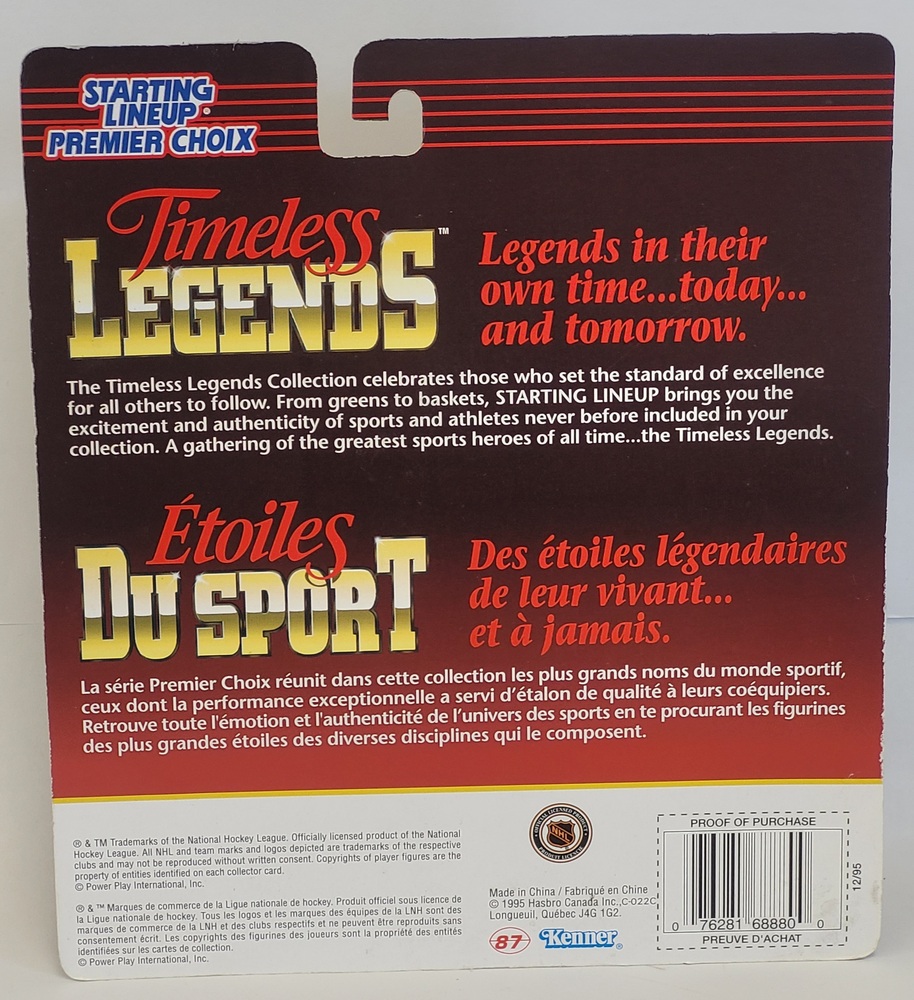 STARTING
LINEUP®
PREMIER CHOIX
Timeless
LEGENDS™
Legends in their
own time...today...
and tomorrow.
The Timeless Legends Collection celebrates those who set the standard of excellence
for all others to follow. From greens to baskets, STARTING LINEUP brings you the
excitement and authenticity of sports and athletes never before included in your
collection. A gathering of the greatest sports heroes of all time...the Timeless Legends.
Étoiles
DU SPORT
Des étoiles légendaires
de leur vivant...
et à jamais.
La série Premier Choix réunit dans cette collection les plus grands noms du monde sportif,
ceux dont la performance exceptionnelle a servi d'étalon de qualité à leurs coéquipiers.
Retrouve toute l'émotion et l'authenticité de l'univers des sports en te procurant les figurines
des plus grandes étoiles des diverses disciplines qui le composent.
® & TM Trademarks of the National Hockey League. Officially licensed product of the National
Hockey League. All NHL and team marks and logos depicted are trademarks of the respective
clubs and may not be reproduced without written consent. Copyrights of player figures are the
property of entities identified on each collector card.
© Power Play International, Inc.
® & ™ Marques de commerce de la Ligue nationale de hockey. Produit officiel sous licence de
la Ligue nationale de hockey. Tous les logos et les marques des équipes de la LNH sont des
marques de commerce de la LNH et des clubs respectifs et ne peuvent être reproduits sans
consentement écrit. Les copyrights des figurines des joueurs sont la propriété des entités
identifiées sur les cartes de collection.
© Power Play International, Inc.
NHL
Made in China / Fabriqué en Chine
© 1995 Hasbro Canada Inc.,C-022C
Longueuil, Québec J4G 1G2.
87 Kenner®
PROOF OF PURCHASE
0 76281 68880 0
PREUVE D'ACHAT
12/95